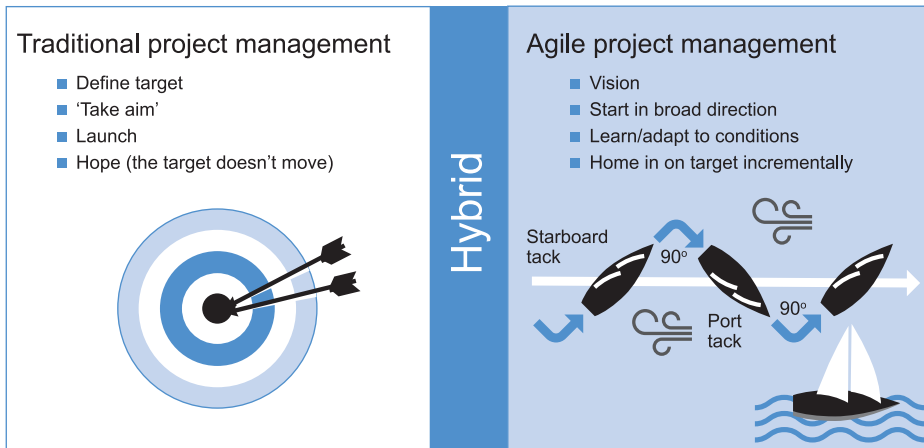 Traditional project management
Define target
‘Take aim’
Launch
Hope (the target doesn’t move)
Hybrid
Agile project management
Vision
Start in broad direction
Learn/adapt to conditions
Home in on target incrementally
Starboard
tack
90º
Port
tack
90º